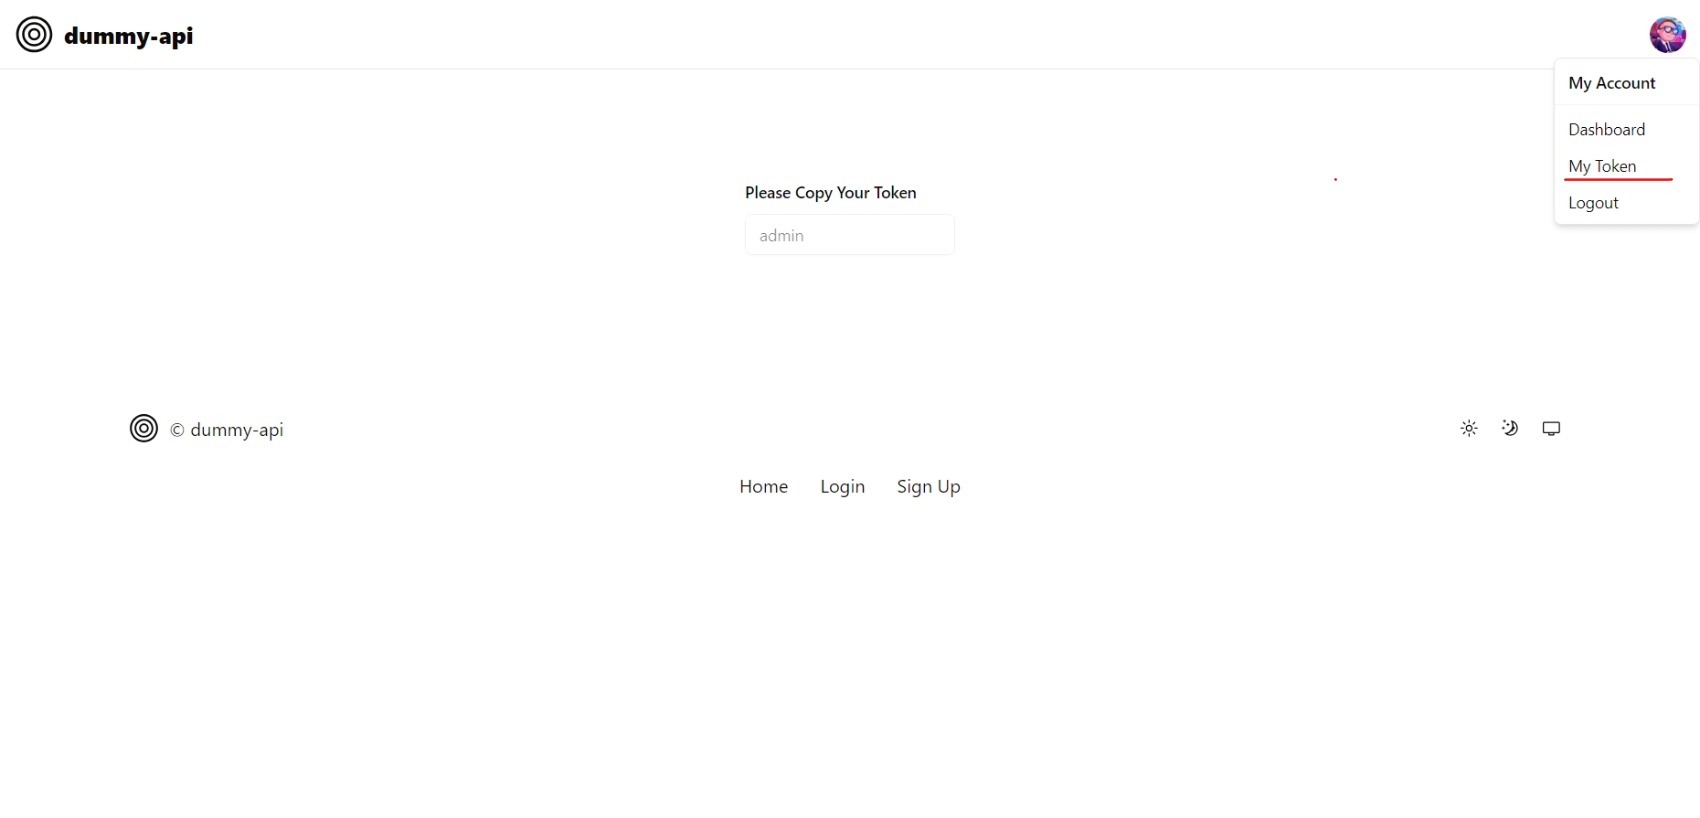 dummy-api
My Account
Dashboard
My Token
Logout
Please Copy Your Token
admin
© dummy-api
Home Login Sign Up